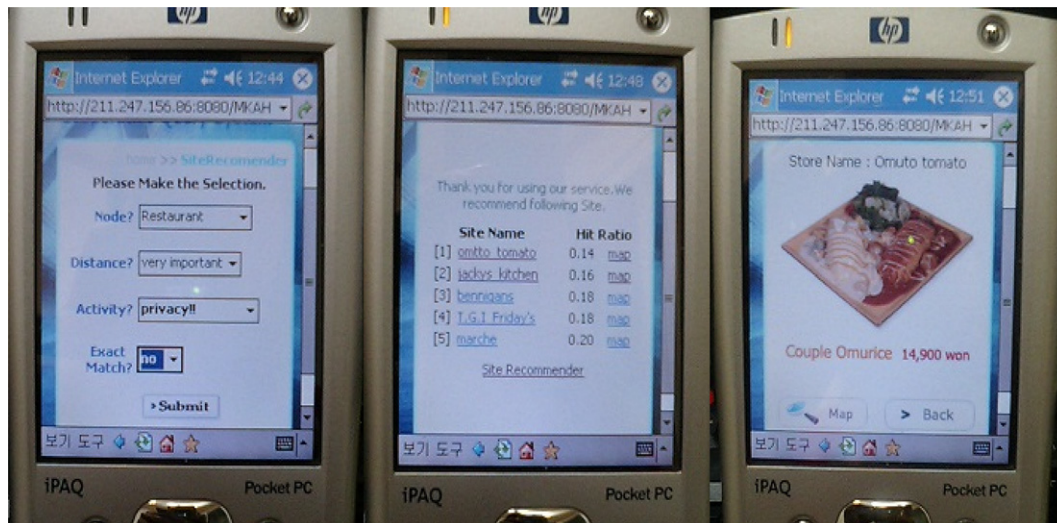 hp
Internet Explorer 12:44
http://211.247.156.86:8080/MKAH
home >> SiteRecomender
Please Make the Selection.
Node? Restaurant
Distance? very important
Activity? privacy!!
Exact
Match? no
>Submit
보기 도구
iPAQ Pocket PC
hp
Internet Explorer 12:48
http://211.247.156.86:8080/MKAH
Thank you for using our service.We
recommend following Site.
Site Name Hit Ratio
[1] omtto tomato 0.14 map
[2] jackys kitchen 0.16 map
[3] bennigans 0.18 map
[4] T.G.I Friday's 0.18 map
[5] marche 0.20 map
Site Recommender
보기 도구
iPAQ Pocket PC
hp
Internet Explorer 12:51
http://211.247.156.86:8080/MKAH
Store Name : Omuto tomato
Couple Omurice 14,900 won
Map > Back
보기 도구
iPAQ Pocket PC